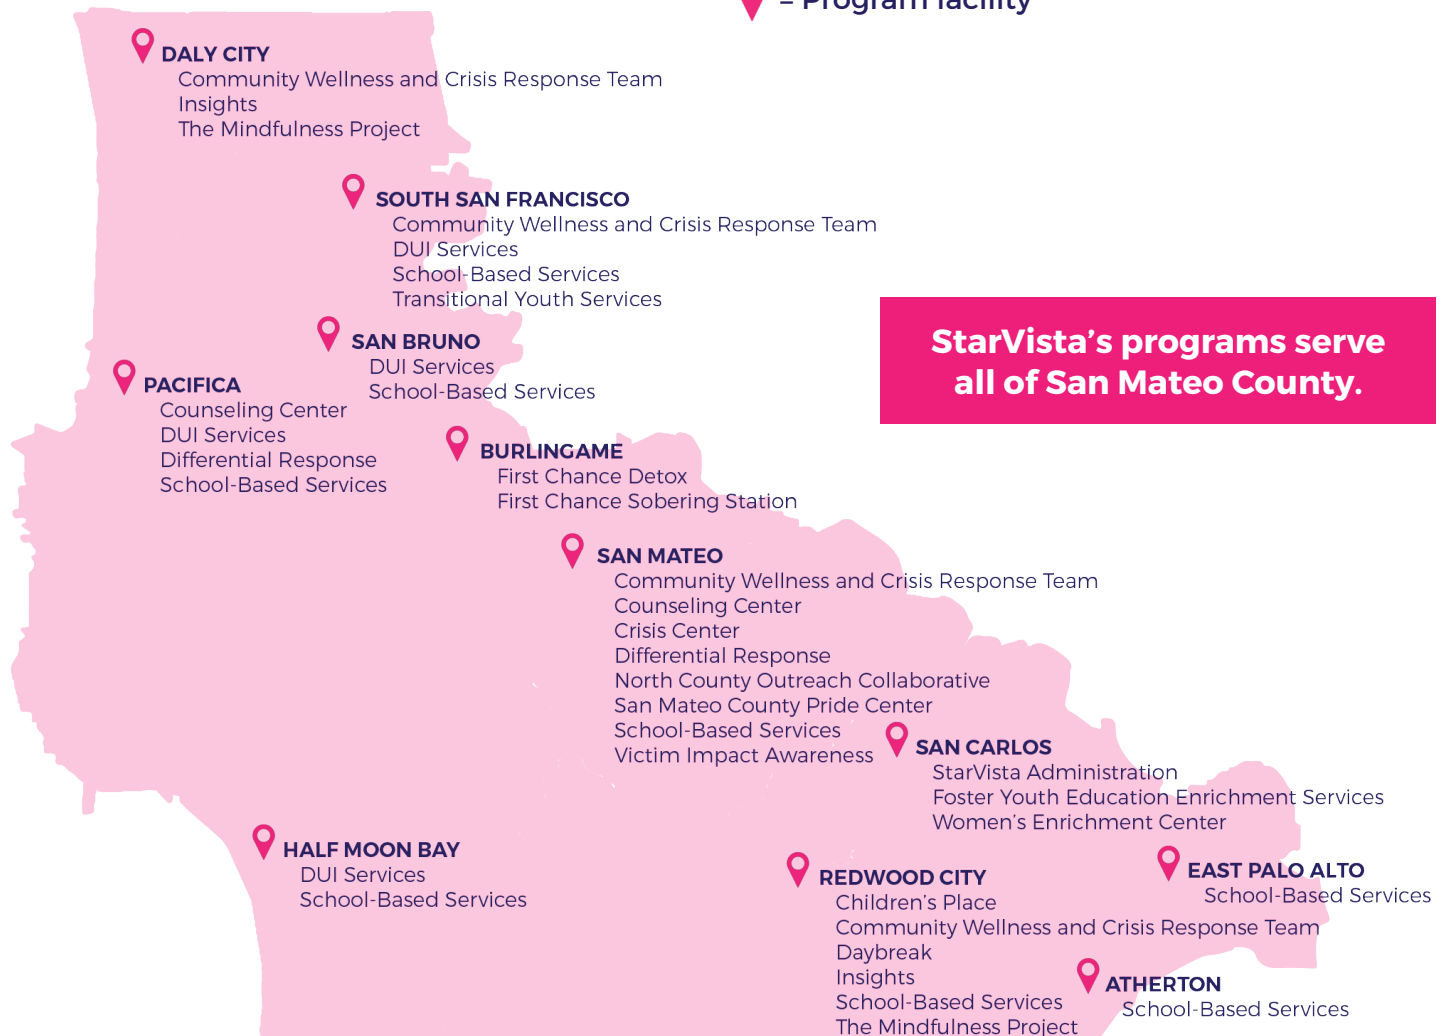 = Program facility
DALY CITY
Community Wellness and Crisis Response Team
Insights
The Mindfulness Project
SOUTH SAN FRANCISCO
Community Wellness and Crisis Response Team
DUI Services
School-Based Services
Transitional Youth Services
StarVista’s programs serve
all of San Mateo County.
SAN BRUNO
DUI Services
School-Based Services
PACIFICA
Counseling Center
DUI Services
Differential Response
School-Based Services
BURLINGAME
First Chance Detox
First Chance Sobering Station
SAN MATEO
Community Wellness and Crisis Response Team
Counseling Center
Crisis Center
Differential Response
North County Outreach Collaborative
San Mateo County Pride Center
School-Based Services
Victim Impact Awareness
SAN CARLOS
StarVista Administration
Foster Youth Education Enrichment Services
Women’s Enrichment Center
HALF MOON BAY
DUI Services
School-Based Services
REDWOOD CITY
Children’s Place
Community Wellness and Crisis Response Team
Daybreak
Insights
School-Based Services
The Mindfulness Project
EAST PALO ALTO
School-Based Services
ATHERTON
School-Based Services